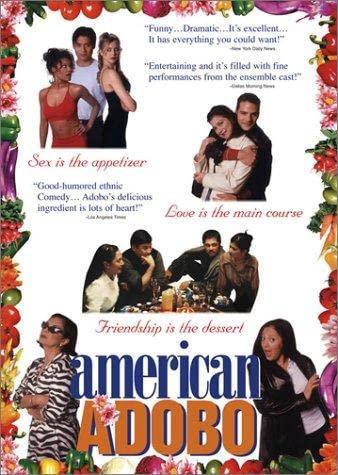 "Funny…Dramatic…It's excellent…
It has everything you could want!"
–New York Daily News
"Entertaining and it's filled with fine
performances from the ensemble cast!"
–Dallas Morning News
Sex is the appetizer
"Good-humored ethnic
Comedy… Adobo's delicious
ingredient is lots of heart!"
–Los Angeles Times
Love is the main course
Friendship is the dessert
american
ADOBO